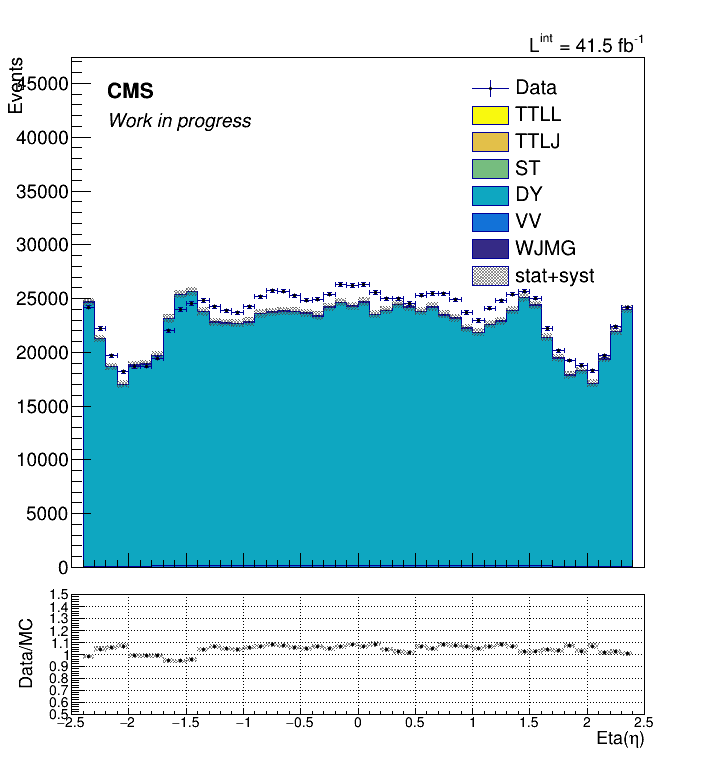 L^int = 41.5 fb^-1
Events
45000
40000
35000
30000
25000
20000
15000
10000
5000
0
CMS
Work in progress
Data
TTLL
TTLJ
ST
DY
VV
WJMG
stat+syst
Data/MC
1.5
1.4
1.3
1.2
1.1
1
0.9
0.8
0.7
0.6
0.5
−2.5
−2
−1.5
−1
−0.5
0
0.5
1
1.5
2
2.5
Eta(η)